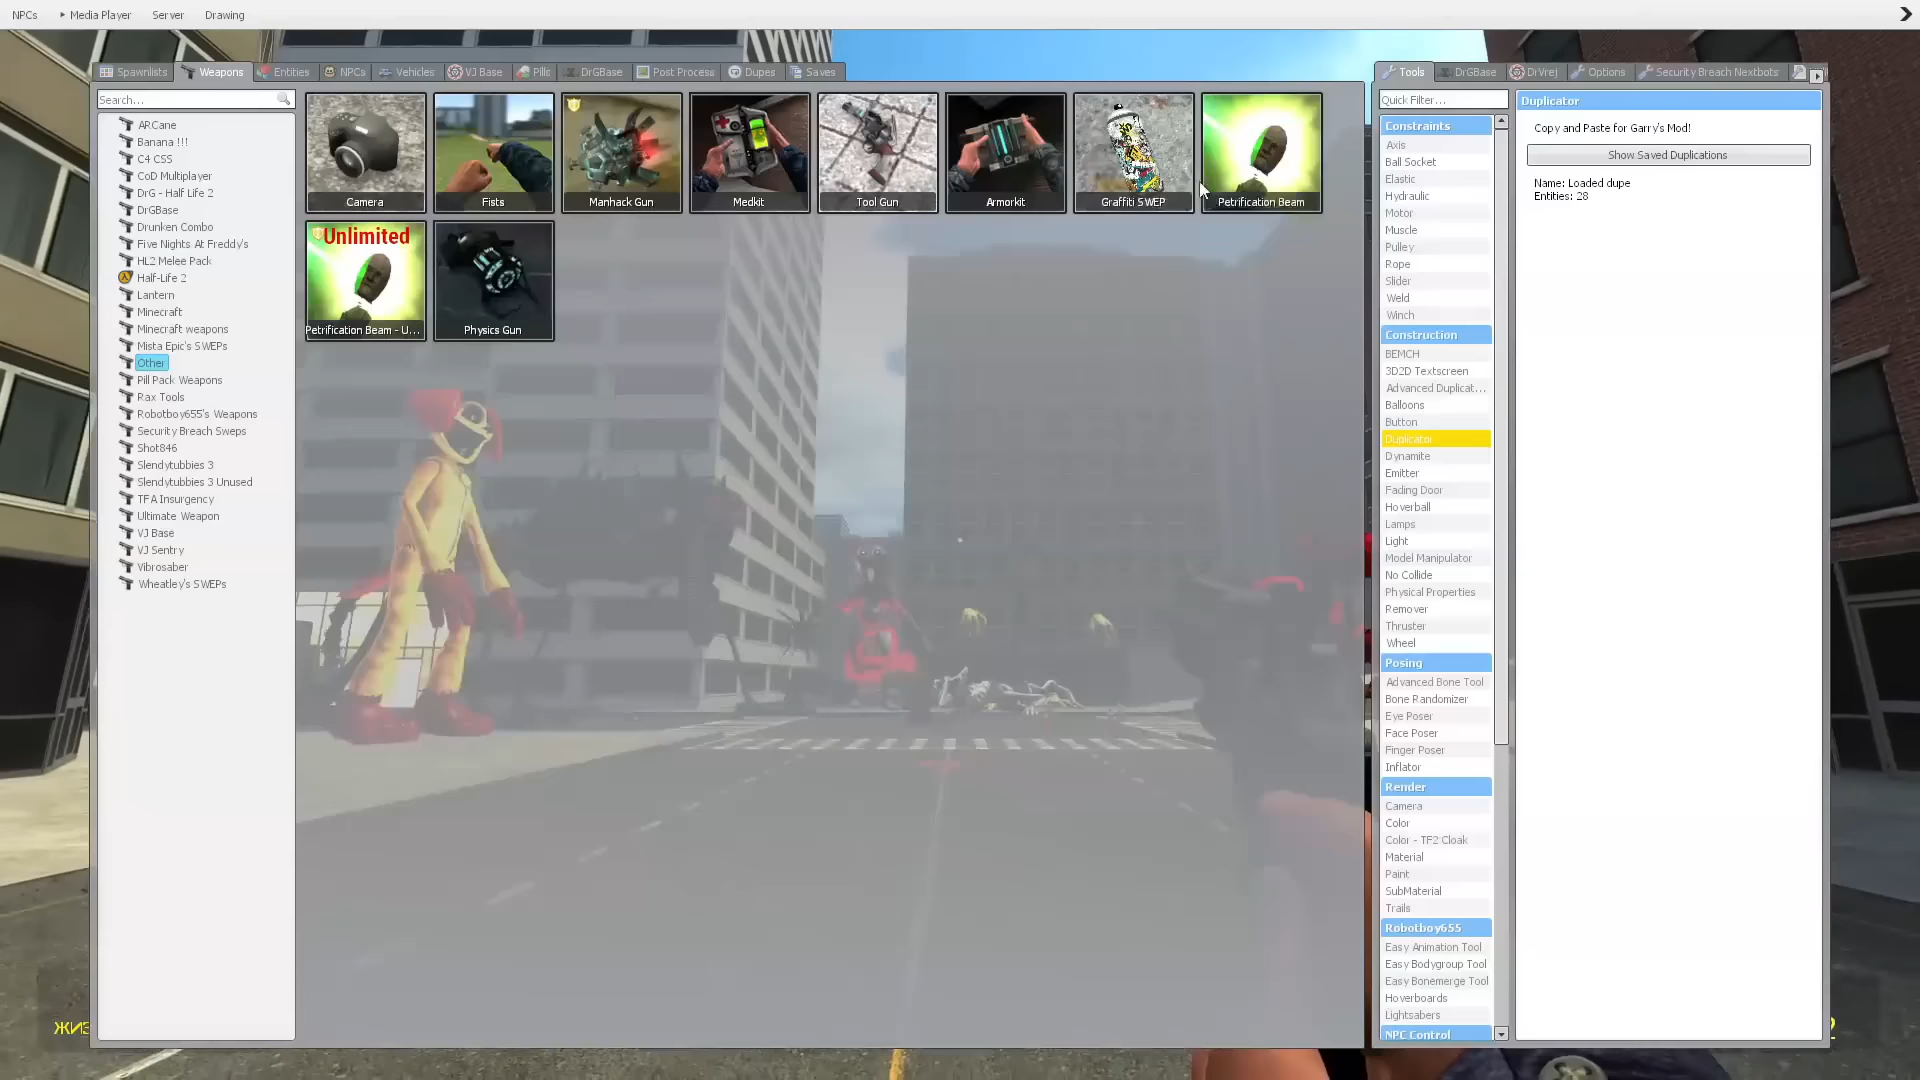 NPCs
Media Player
Server
Drawing
Spawnlists
Weapons
Entities
NPCs
Vehicles
VJ Base
Pills
DrGBase
Post Process
Dupes
Saves
Search...
ARCane
Banana !!!
C4 CSS
CoD Multiplayer
DrG - Half Life 2
DrGBase
Drunken Combo
Five Nights At Freddy's
HL2 Melee Pack
Half-Life 2
Lantern
Minecraft
Minecraft weapons
Mista Epic's SWEPs
Other
Pill Pack Weapons
Rax Tools
Robotboy655's Weapons
Security Breach Sweps
Shot846
Slendytubbies 3
Slendytubbies 3 Unused
TFA Insurgency
Ultimate Weapon
VJ Base
VJ Sentry
Vibrosaber
Wheatley's SWEPs
Camera
Fists
Manhack Gun
Medkit
Tool Gun
Armorkit
Graffiti SWEP
Petrification Beam
Unlimited
Petrification Beam - U...
Physics Gun
Tools
DrGBase
DrVrej
Options
Security Breach Nextbots
Quick Filter...
Constraints
Axis
Ball Socket
Elastic
Hydraulic
Motor
Muscle
Pulley
Rope
Slider
Weld
Winch
Construction
BEMCH
3D2D Textscreen
Advanced Duplicat...
Balloons
Button
Duplicator
Dynamite
Emitter
Fading Door
Hoverball
Lamps
Light
Model Manipulator
No Collide
Physical Properties
Remover
Thruster
Wheel
Posing
Advanced Bone Tool
Bone Randomizer
Eye Poser
Face Poser
Finger Poser
Inflator
Render
Camera
Color
Color - TF2 Cloak
Material
Paint
SubMaterial
Trails
Robotboy655
Easy Animation Tool
Easy Bodygroup Tool
Easy Bonemerge Tool
Hoverboards
Lightsabers
NPC Control
Duplicator
Copy and Paste for Garry's Mod!
Show Saved Duplications
Name: Loaded dupe
Entities: 28